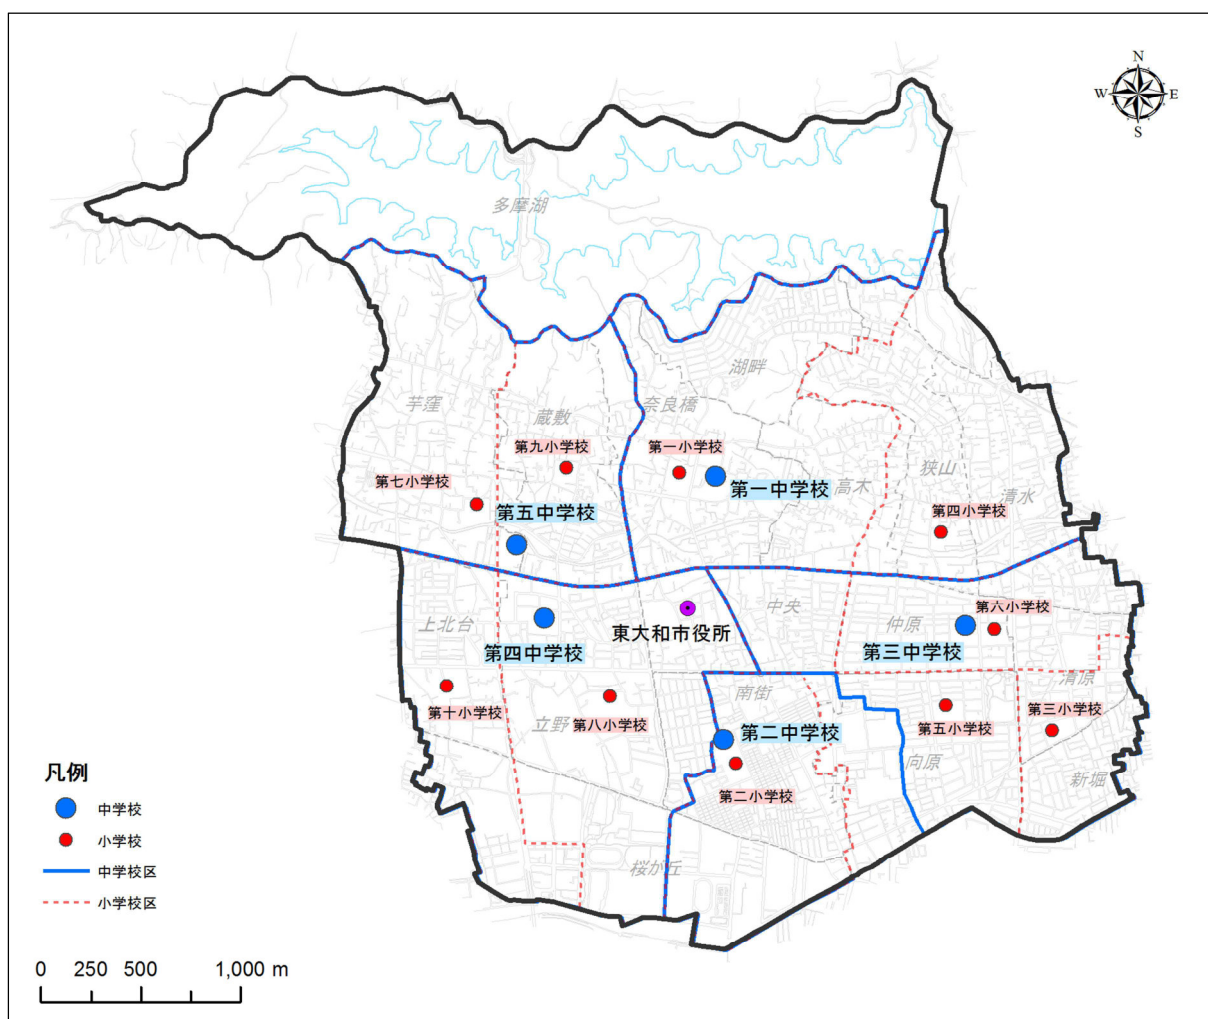 N
W
E
S
多摩湖
湖畔
芋窪
蔵敷
奈良橋
第九小学校
第一小学校
狭山
第七小学校
第一中学校
高木
清水
第五中学校
第四小学校
中央
第六小学校
上北台
東大和市役所
仲原
第四中学校
第三中学校
清原
南街
第十小学校
立野
第八小学校
第二中学校
第五小学校
第三小学校
向原
新堀
第二小学校
桜が丘
凡例
中学校
小学校
中学校区
小学校区
0 250 500 1,000 m